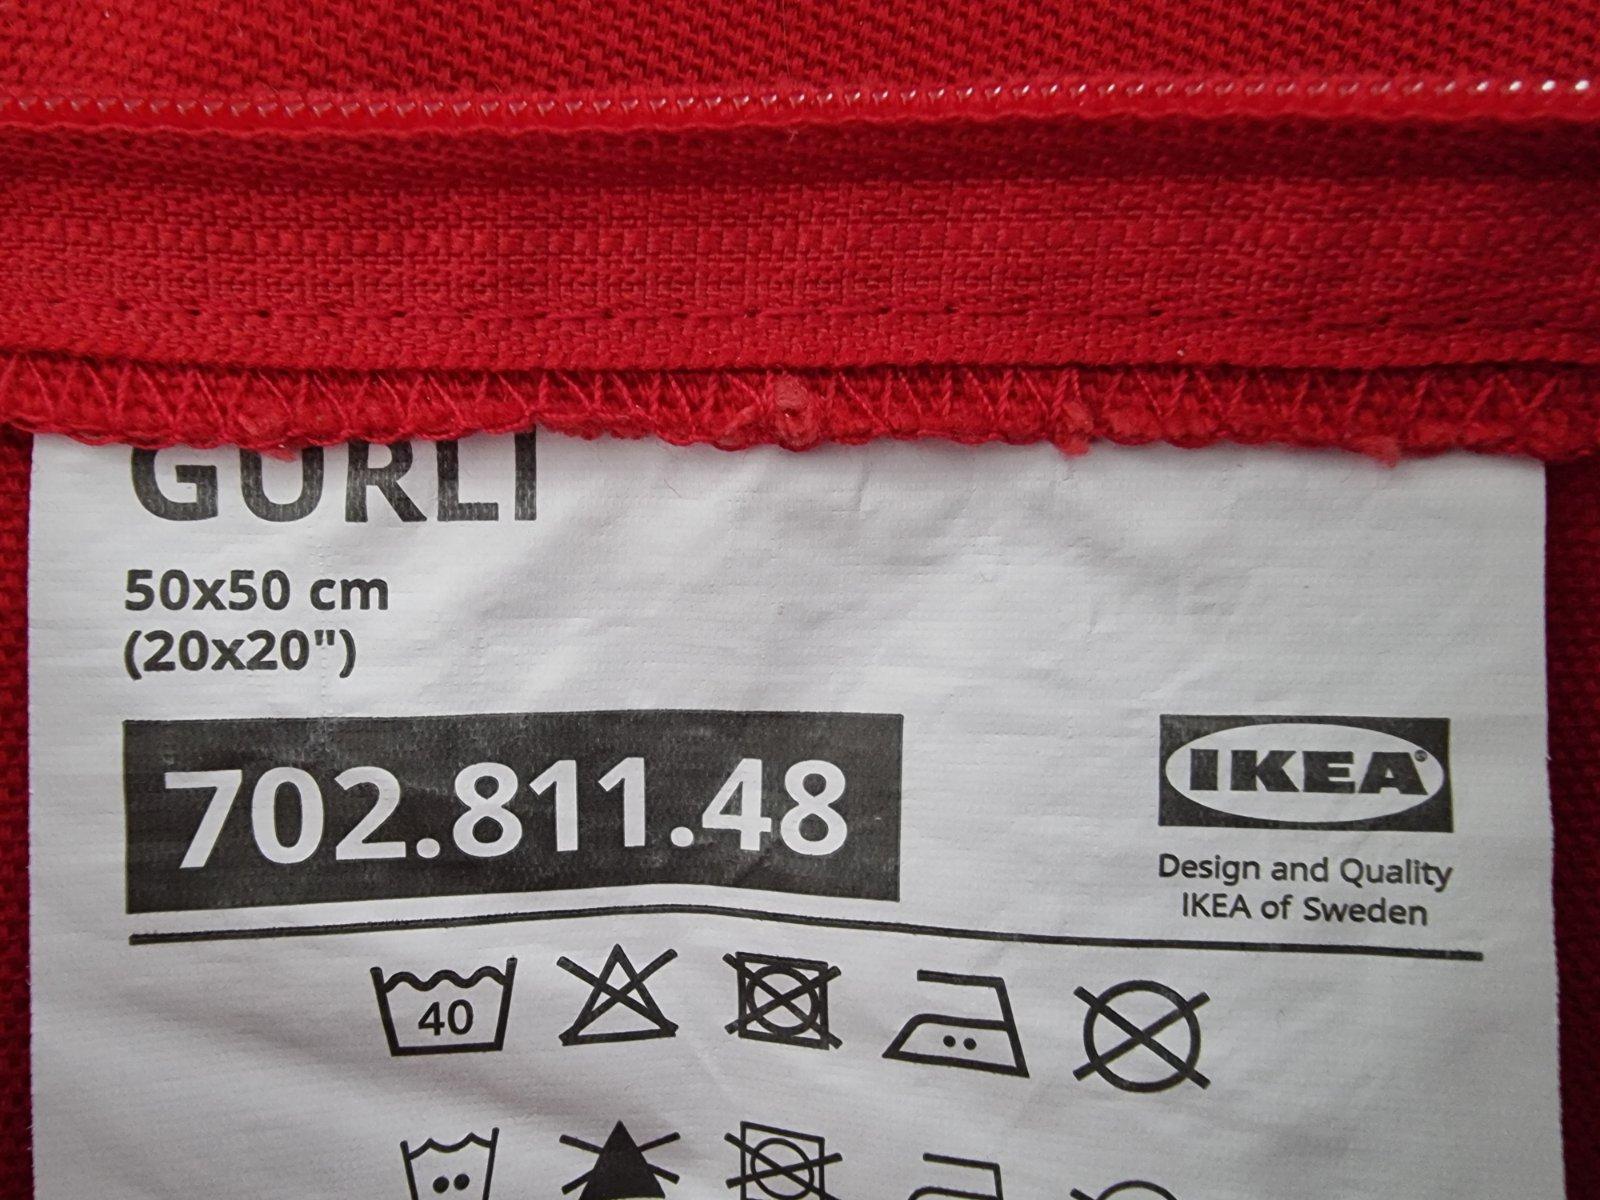 GURLI
50x50 cm
(20x20")
702.811.48
IKEA®
Design and Quality
IKEA of Sweden
40